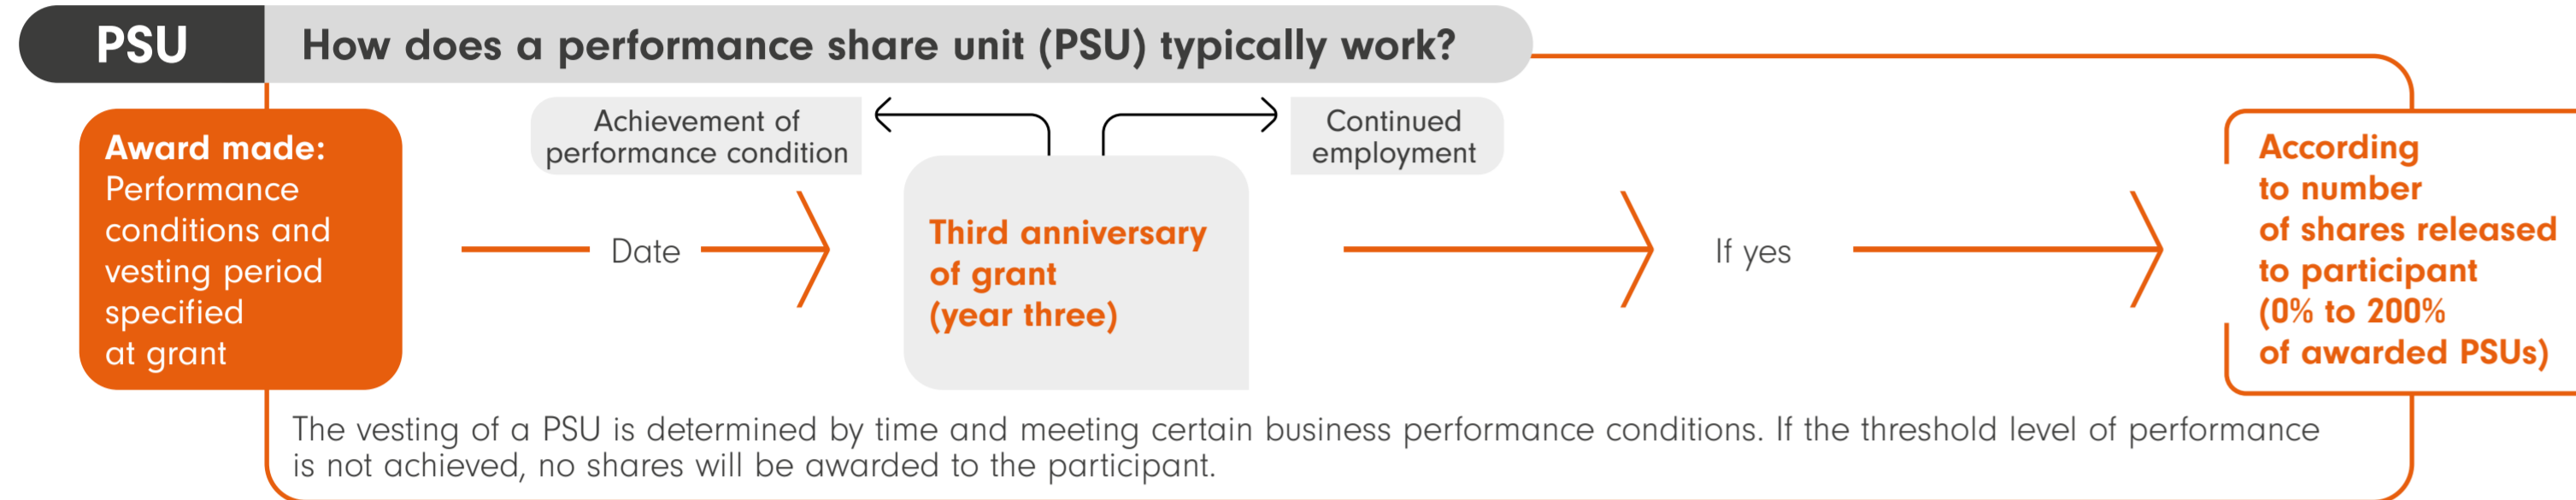 PSU
How does a performance share unit (PSU) typically work?
Award made:
Performance
conditions and
vesting period
specified
at grant
Date
Achievement of
performance condition
Third anniversary
of grant
(year three)
Continued
employment
If yes
According
to number
of shares released
to participant
(0% to 200%
of awarded PSUs)
The vesting of a PSU is determined by time and meeting certain business performance conditions. If the threshold level of performance
is not achieved, no shares will be awarded to the participant.